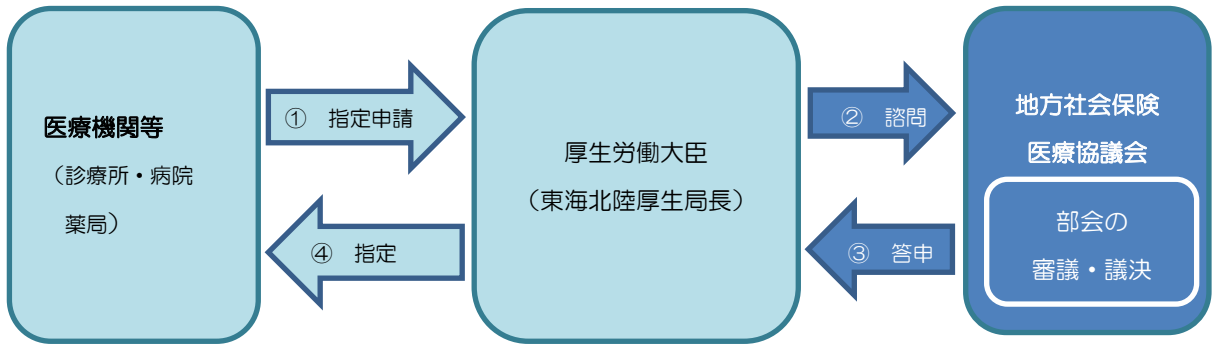 医療機関等
（診療所・病院
薬局）
① 指定申請
④ 指定
厚生労働大臣
（東海北陸厚生局長）
② 諮問
③ 答申
地方社会保険
医療協議会
部会の
審議・議決